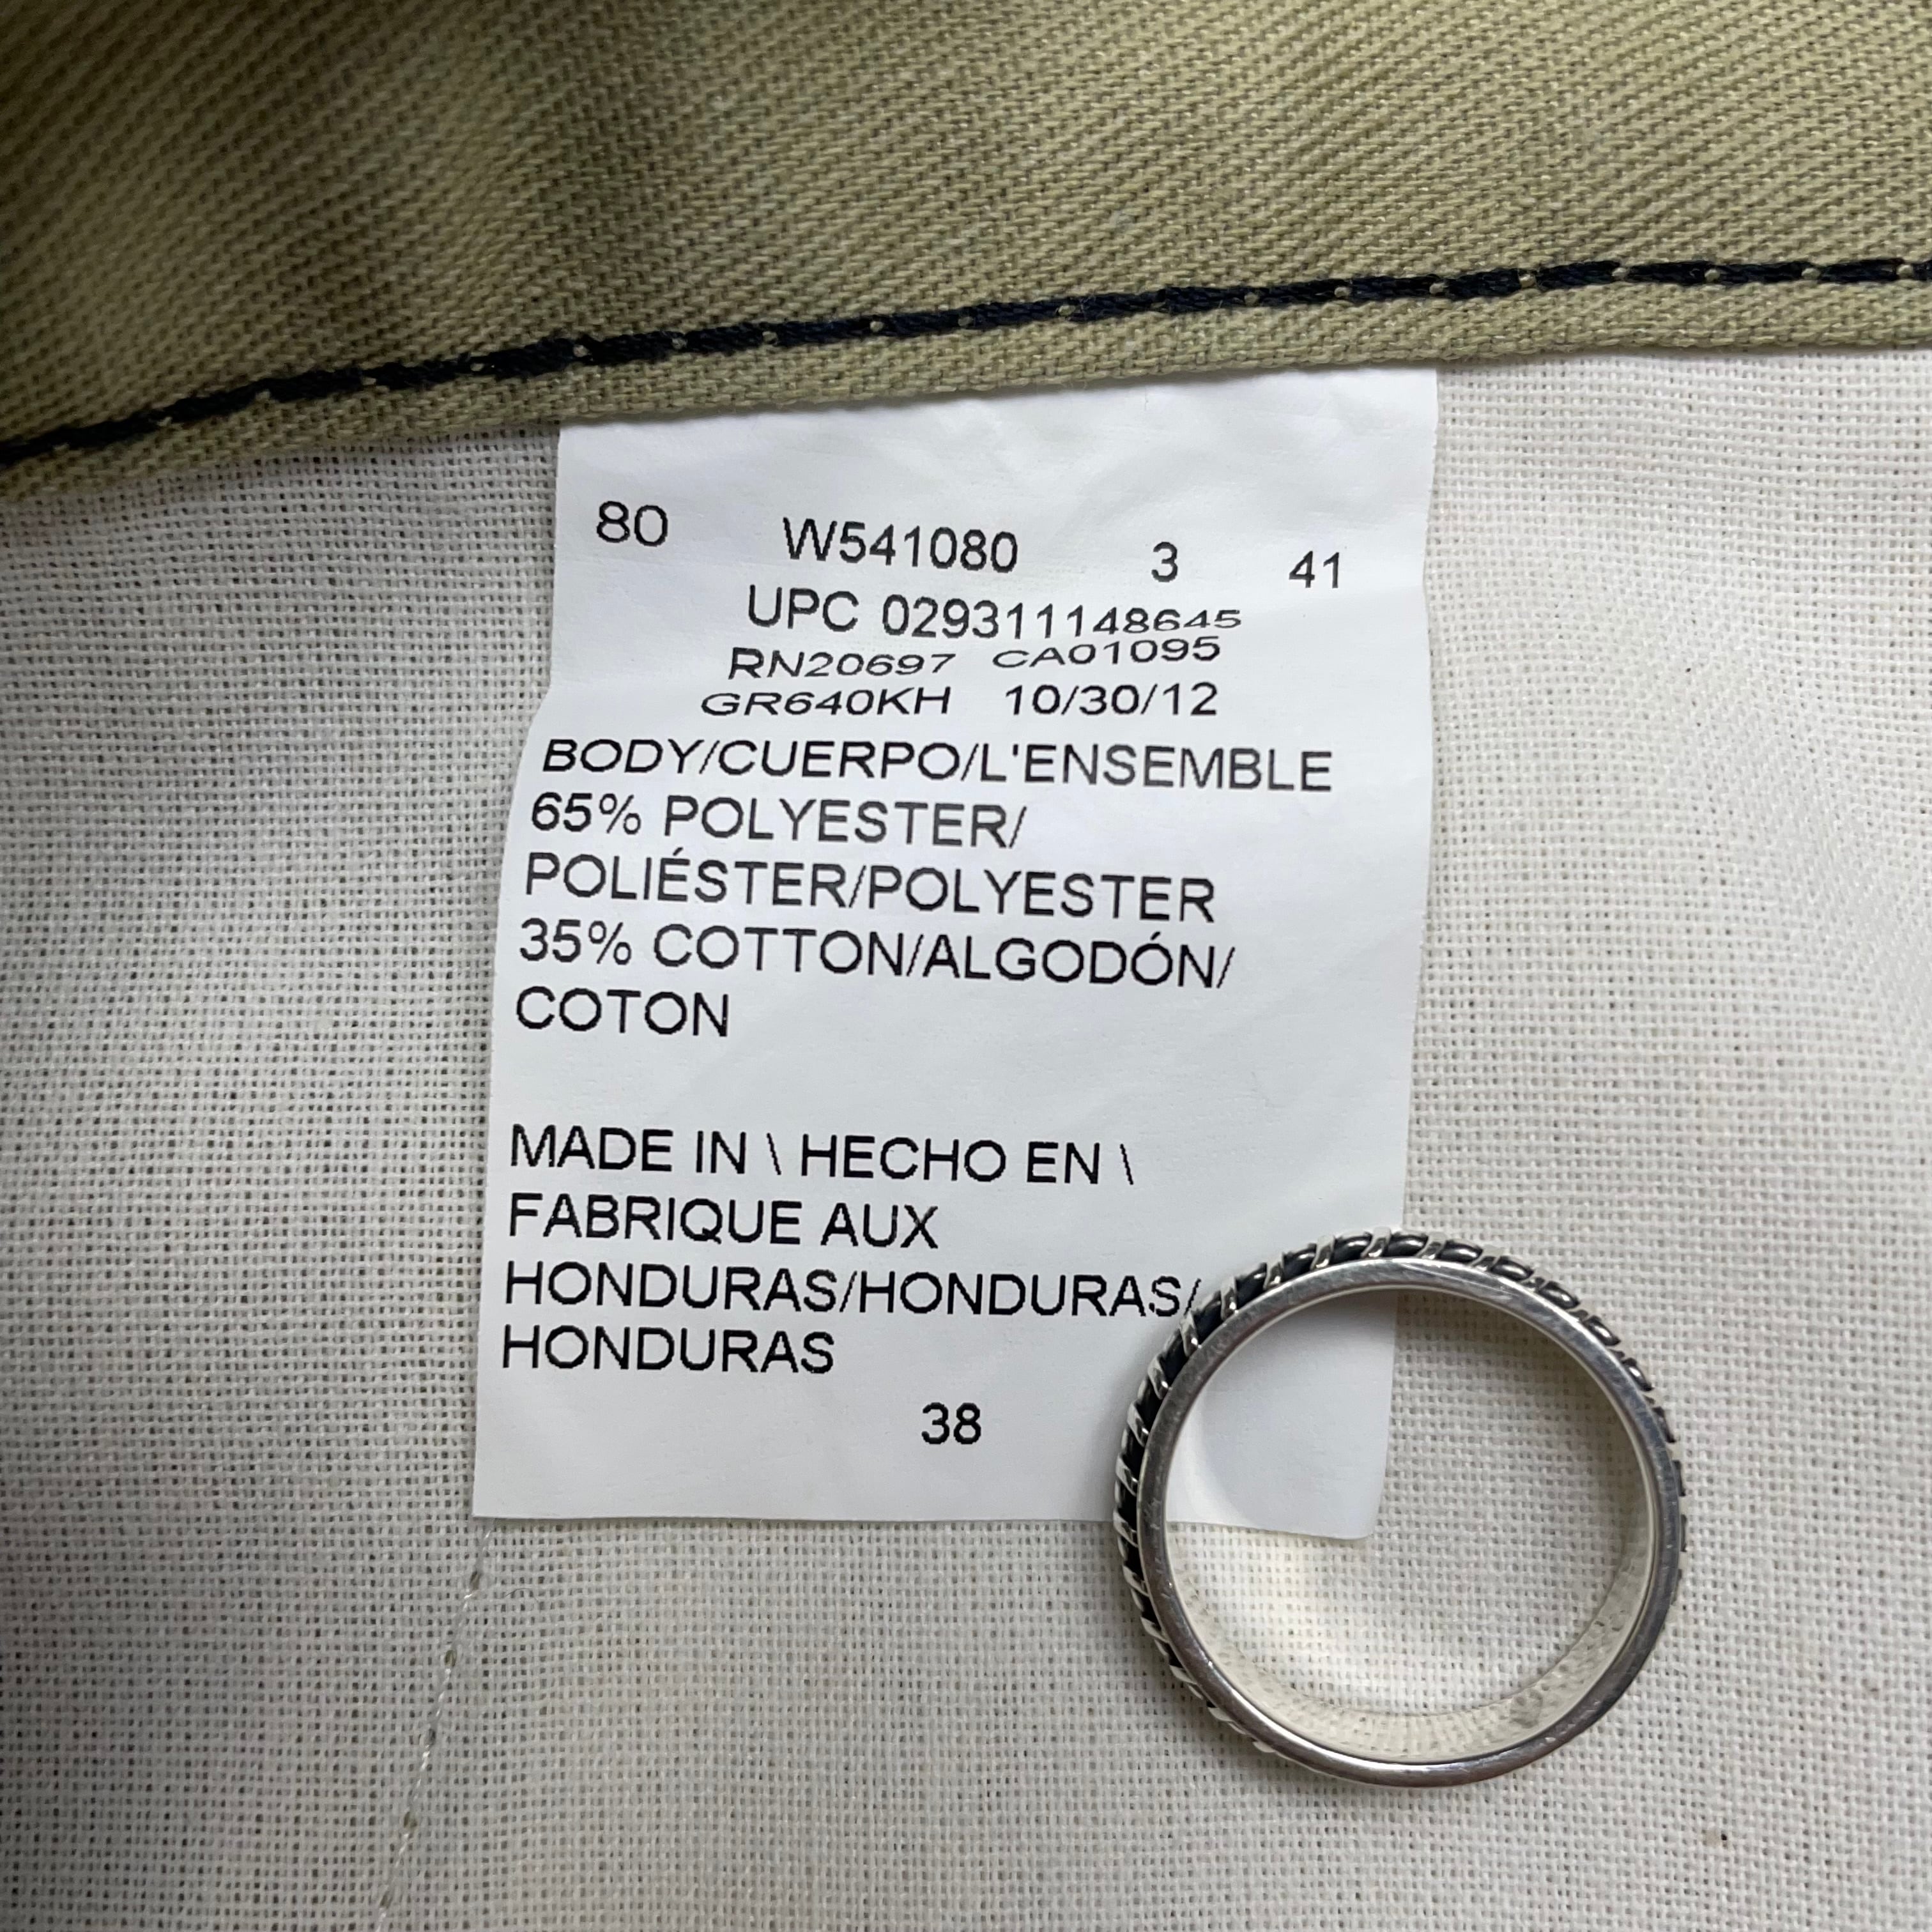 80 W541080 3 41
UPC 029311148645
RN20697 CA01095
GR640KH 10/30/12
BODY/CUERPO/L'ENSEMBLE
65% POLYESTER/
POLIÉSTER/POLYESTER
35% COTTON/ALGODÓN/
COTON
MADE IN \ HECHO EN \
FABRIQUE AUX
HONDURAS/HONDURAS/
HONDURAS
38